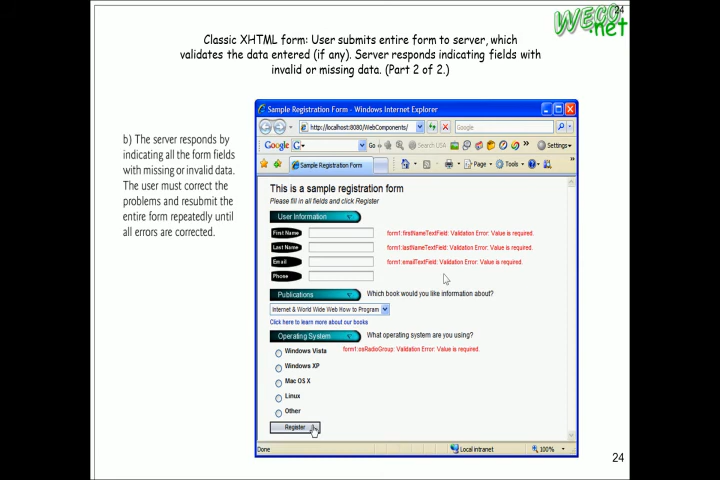 24
WECO
.net
Classic XHTML form: User submits entire form to server, which
validates the data entered (if any). Server responds indicating fields with
invalid or missing data. (Part 2 of 2.)
b) The server responds by
indicating all the form fields
with missing or invalid data.
The user must correct the
problems and resubmit the
entire form repeatedly until
all errors are corrected.
Sample Registration Form - Windows Internet Explorer
http://localhost:8080/WebComponents/
Google
Google G Go Search USA Settings
Sample Registration Form Page Tools
This is a sample registration form
Please fill in all fields and click Register
User Information
First Name form1:firstNameTextField: Validation Error: Value is required.
Last Name form1:lastNameTextField: Validation Error: Value is required.
Email form1:emailTextField: Validation Error: Value is required.
Phone
Publications Which book would you like information about?
Internet & World Wide Web How to Program
Click here to learn more about our books
Operating System What operating system are you using?
Windows Vista form1:osRadioGroup: Validation Error: Value is required.
Windows XP
Mac OS X
Linux
Other
Register
Done Local intranet 100%
24